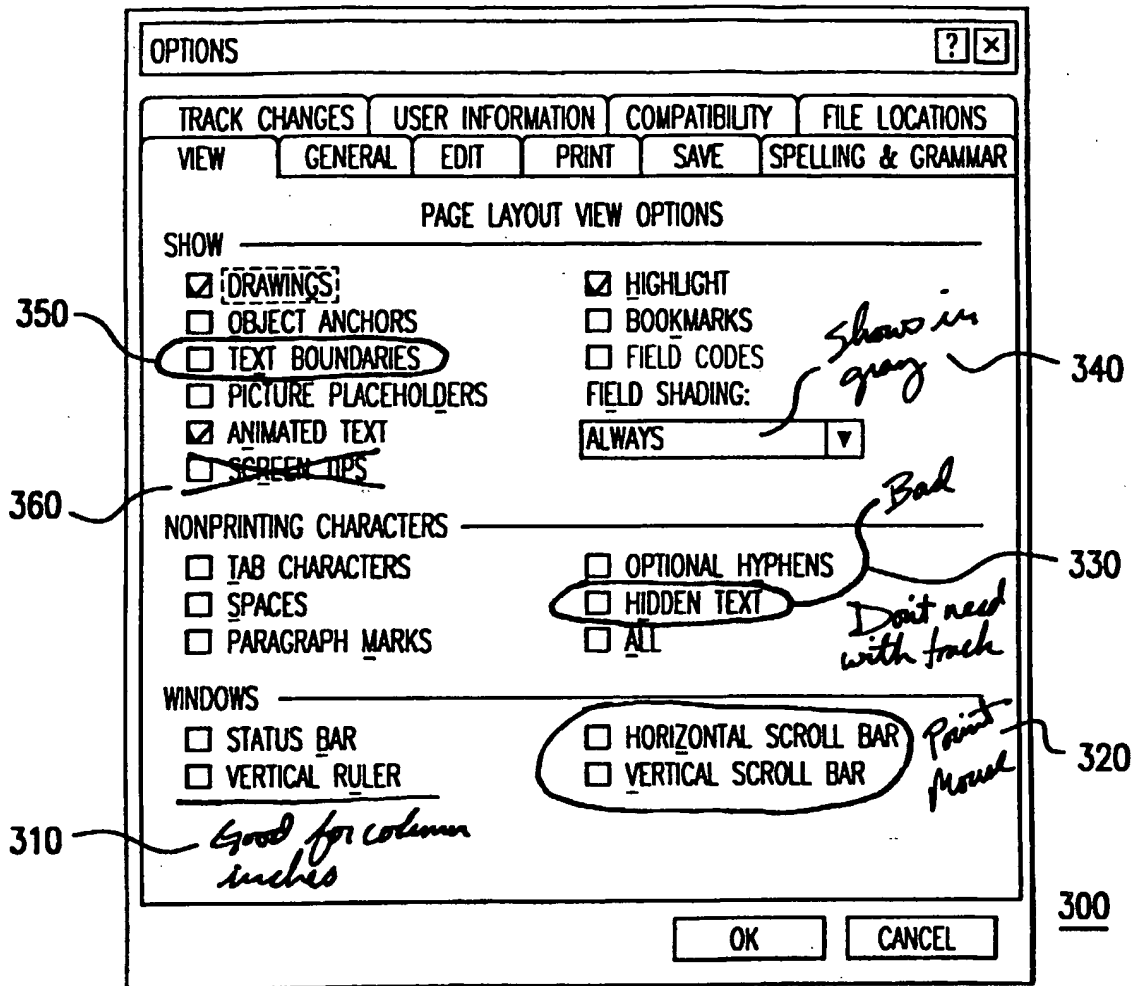 OPTIONS ? ×
TRACK CHANGES USER INFORMATION COMPATIBILITY FILE LOCATIONS
VIEW GENERAL EDIT PRINT SAVE SPELLING & GRAMMAR
PAGE LAYOUT VIEW OPTIONS
SHOW
DRAWINGS
OBJECT ANCHORS
TEXT BOUNDARIES
PICTURE PLACEHOLDERS
ANIMATED TEXT
SCREEN TIPS
HIGHLIGHT
BOOKMARKS
FIELD CODES
FIELD SHADING:
ALWAYS
Shows in
gray
350
340
360
NONPRINTING CHARACTERS
TAB CHARACTERS
SPACES
PARAGRAPH MARKS
OPTIONAL HYPHENS
HIDDEN TEXT
ALL
Bad
330
Don't need
with track
WINDOWS
STATUS BAR
VERTICAL RULER
HORIZONTAL SCROLL BAR
VERTICAL SCROLL BAR
Point
Mouse
320
310
Good for column
inches
300
OK CANCEL